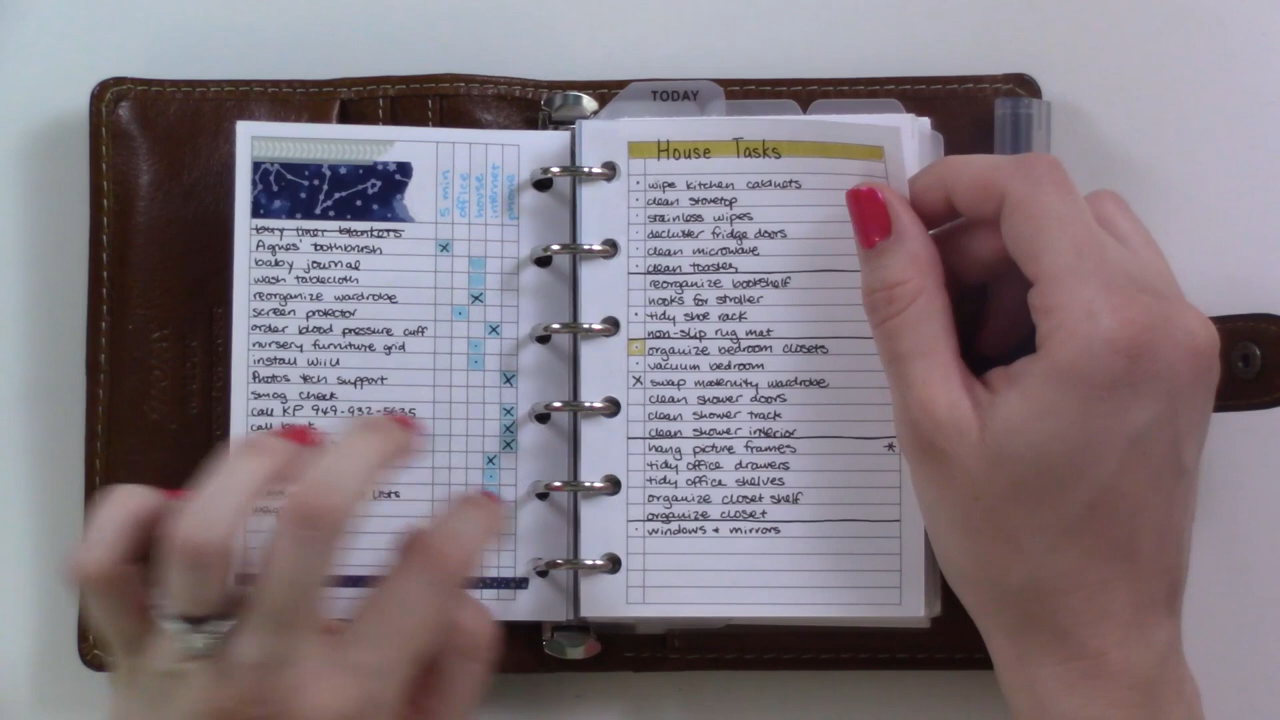 TODAY
5 min
office
house
internet
phone
buy liner blankets
Agnes' toothbrush
baby journal
wash tablecloth
reorganize wardrobe
screen protector
order blood pressure cuff
nursery furniture grid
install WiiU
Photos tech support
smog check
call KP 949-932-5635
call
lists
House Tasks
wipe kitchen cabinets
clean stovetop
stainless wipes
declutter fridge doors
clean microwave
clean toaster
reorganize bookshelf
hooks for stroller
tidy shoe rack
non-slip rug mat
organize bedroom closets
vacuum bedroom
X swap maternity wardrobe
clean shower doors
clean shower track
clean shower interior
hang picture frames *
tidy office drawers
tidy office shelves
organize closet shelf
organize closet
windows + mirrors